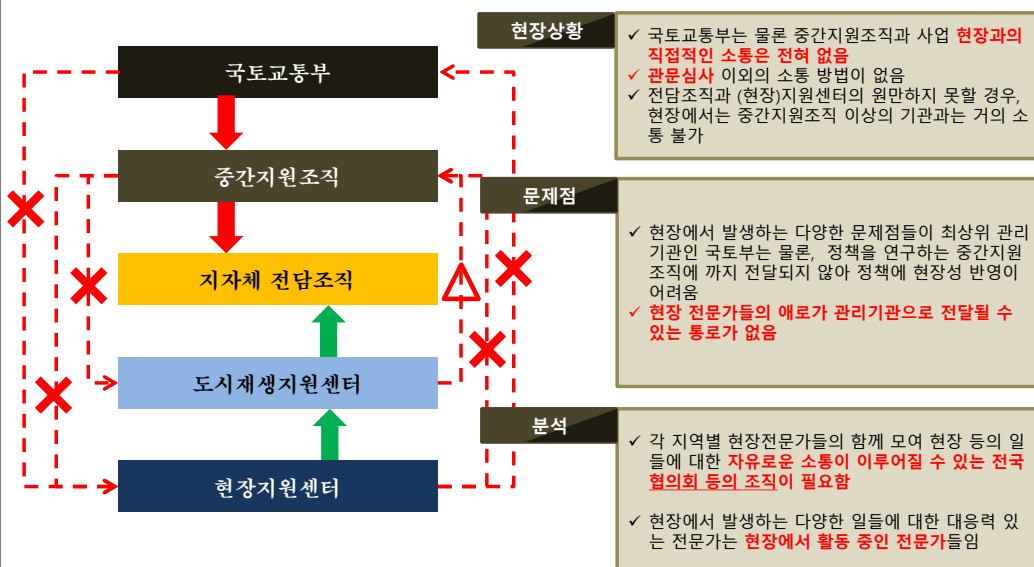 국토교통부
중간지원조직
지자체 전담조직
도시재생지원센터
현장지원센터
현장상황
✓ 국토교통부는 물론 중간지원조직과 사업 현장과의
직접적인 소통은 전혀 없음
✓ 관문심사 이외의 소통 방법이 없음
✓ 전담조직과 (현장)지원센터의 원만하지 못할 경우,
현장에서는 중간지원조직 이상의 기관과는 거의 소
통 불가
문제점
✓ 현장에서 발생하는 다양한 문제점들이 최상위 관리
기관인 국토부는 물론, 정책을 연구하는 중간지원
조직에 까지 전달되지 않아 정책에 현장성 반영이
어려움
✓ 현장 전문가들의 애로가 관리기관으로 전달될 수
있는 통로가 없음
분석
✓ 각 지역별 현장전문가들의 함께 모여 현장 등의 일
들에 대한 자유로운 소통이 이루어질 수 있는 전국
협의회 등의 조직이 필요함
✓ 현장에서 발생하는 다양한 일들에 대한 대응력 있
는 전문가는 현장에서 활동 중인 전문가들임